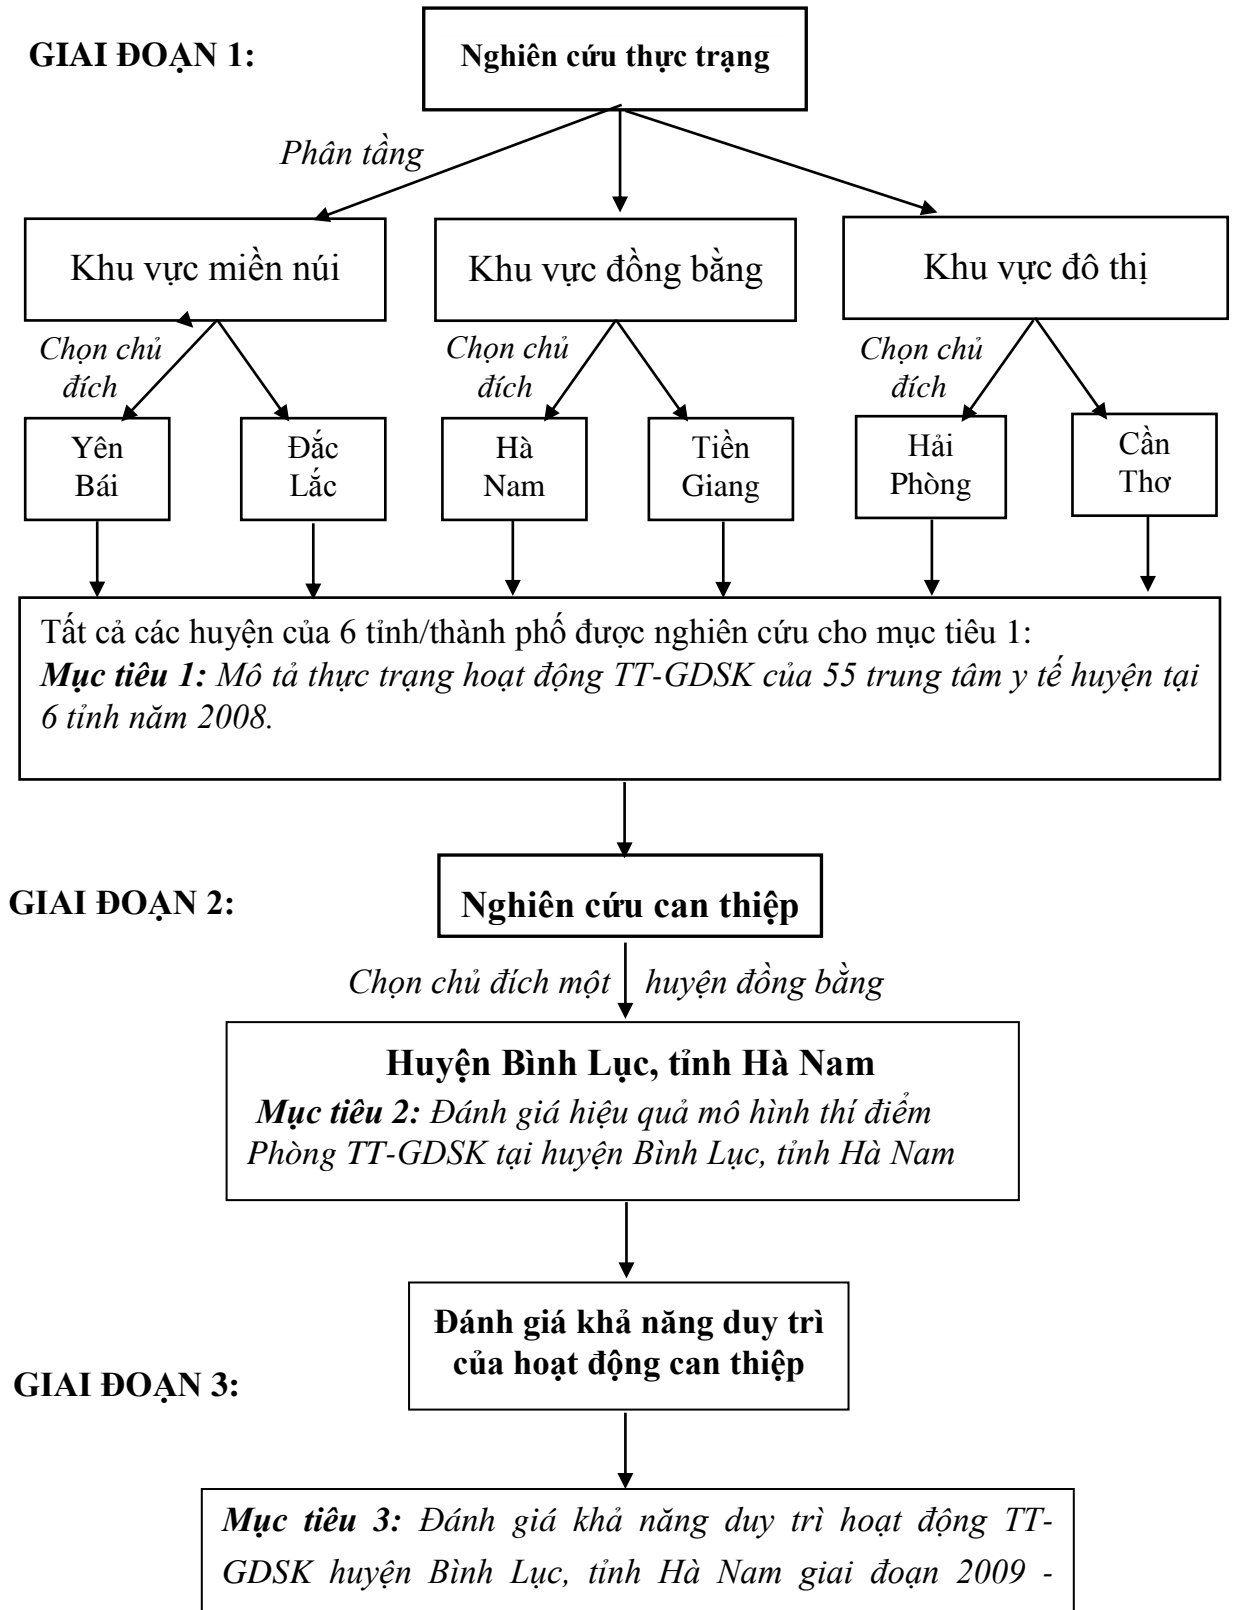 GIAI ĐOẠN 1:
Nghiên cứu thực trạng
Phân tầng
Khu vực miền núi
Khu vực đồng bằng
Khu vực đô thị
Chọn chủ
đích
Chọn chủ
đích
Chọn chủ
đích
Yên
Bái
Đắc
Lắc
Hà
Nam
Tiền
Giang
Hải
Phòng
Cần
Thơ
Tất cả các huyện của 6 tỉnh/thành phố được nghiên cứu cho mục tiêu 1:
Mục tiêu 1: Mô tả thực trạng hoạt động TT-GDSK của 55 trung tâm y tế huyện tại
6 tỉnh năm 2008.
GIAI ĐOẠN 2:
Nghiên cứu can thiệp
Chọn chủ đích một huyện đồng bằng
Huyện Bình Lục, tỉnh Hà Nam
Mục tiêu 2: Đánh giá hiệu quả mô hình thí điểm
Phòng TT-GDSK tại huyện Bình Lục, tỉnh Hà Nam
Đánh giá khả năng duy trì
của hoạt động can thiệp
GIAI ĐOẠN 3:
Mục tiêu 3: Đánh giá khả năng duy trì hoạt động TT-
GDSK huyện Bình Lục, tỉnh Hà Nam giai đoạn 2009 -